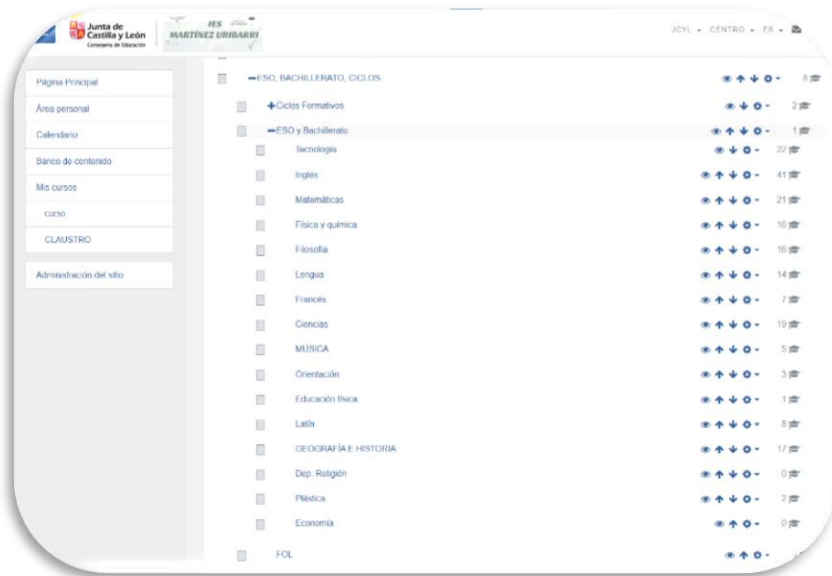 Junta de
Castilla y León
Consejería de Educación
IES
MARTÍNEZ URIBARRI
JCYL CENTRO ES
Página Principal
Área personal
Calendario
Banco de contenido
Mis cursos
curso
CLAUSTRO
Administración del sitio
ESO, BACHILLERATO, CICLOS 8
Ciclos Formativos 2
ESO y Bachillerato 1
Tecnología 22
Inglés 41
Matemáticas 21
Física y química 16
Filosofía 16
Lengua 14
Francés 7
Ciencias 19
MÚSICA 5
Orientación 3
Educación física 1
Latín 8
GEOGRAFÍA E HISTORIA 17
Dep. Religión 0
Plástica 2
Economía 0
FOL